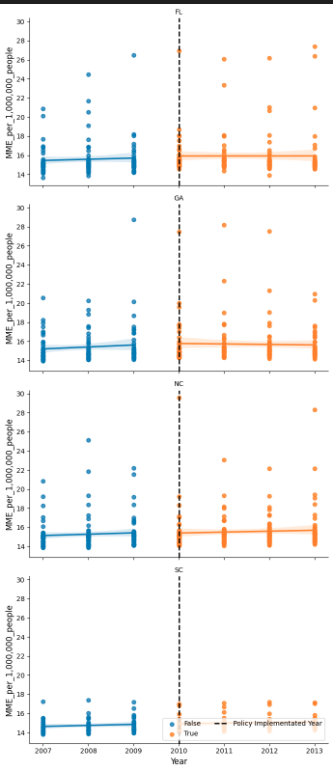 FL
MME_per_1,000,000_people
30
28
26
24
22
20
18
16
14
GA
MME_per_1,000,000_people
30
28
26
24
22
20
18
16
14
NC
MME_per_1,000,000_people
30
28
26
24
22
20
18
16
14
SC
MME_per_1,000,000_people
30
28
26
24
22
20
18
16
14
False
True
Policy Implementated Year
2007 2008 2009 2010 2011 2012 2013
Year